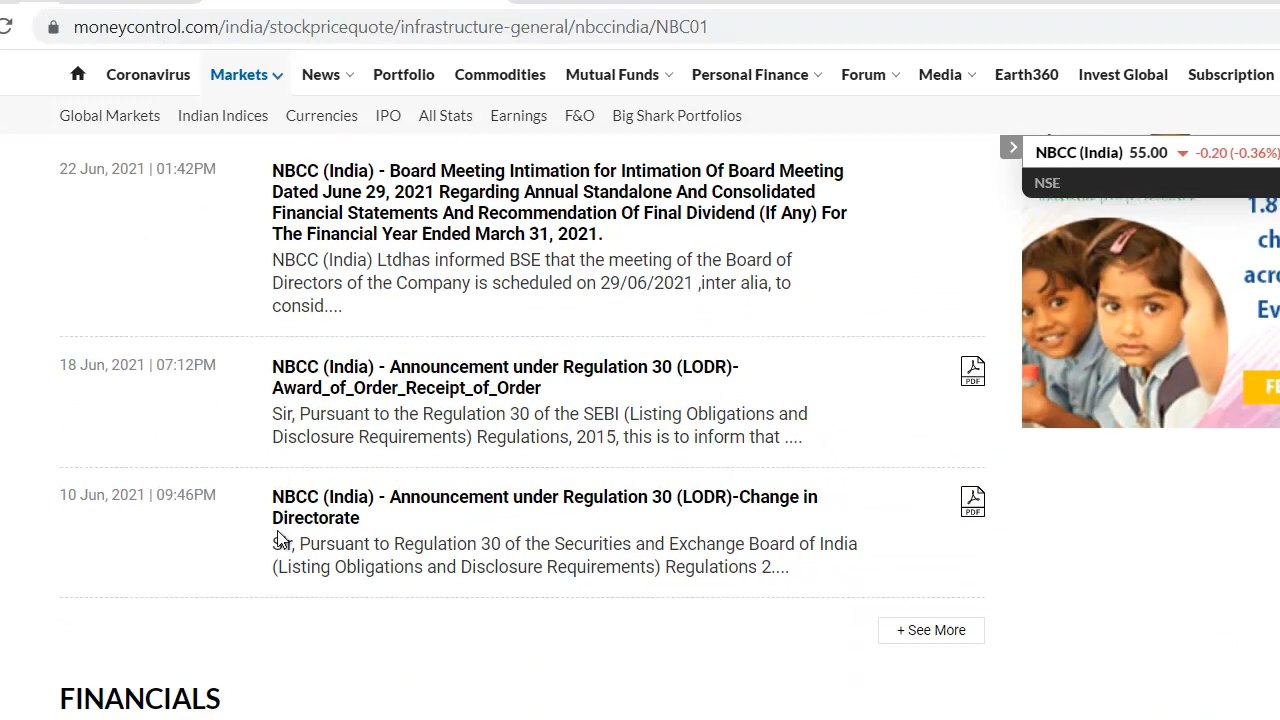 moneycontrol.com/india/stockpricequote/infrastructure-general/nbccindia/NBC01
Coronavirus Markets News Portfolio Commodities Mutual Funds Personal Finance Forum Media Earth360 Invest Global Subscription
Global Markets Indian Indices Currencies IPO All Stats Earnings F&O Big Shark Portfolios
NBCC (India) 55.00 -0.20 (-0.36%)
NSE
22 Jun, 2021 | 01:42PM
NBCC (India) - Board Meeting Intimation for Intimation Of Board Meeting
Dated June 29, 2021 Regarding Annual Standalone And Consolidated
Financial Statements And Recommendation Of Final Dividend (If Any) For
The Financial Year Ended March 31, 2021.
NBCC (India) Ltdhas informed BSE that the meeting of the Board of
Directors of the Company is scheduled on 29/06/2021 ,inter alia, to
consid....
18 Jun, 2021 | 07:12PM
NBCC (India) - Announcement under Regulation 30 (LODR)-
Award_of_Order_Receipt_of_Order
Sir, Pursuant to the Regulation 30 of the SEBI (Listing Obligations and
Disclosure Requirements) Regulations, 2015, this is to inform that ....
PDF
10 Jun, 2021 | 09:46PM
NBCC (India) - Announcement under Regulation 30 (LODR)-Change in
Directorate
Sir, Pursuant to Regulation 30 of the Securities and Exchange Board of India
(Listing Obligations and Disclosure Requirements) Regulations 2....
PDF
+ See More
FINANCIALS
1.8
ch
acr
Ev
FE